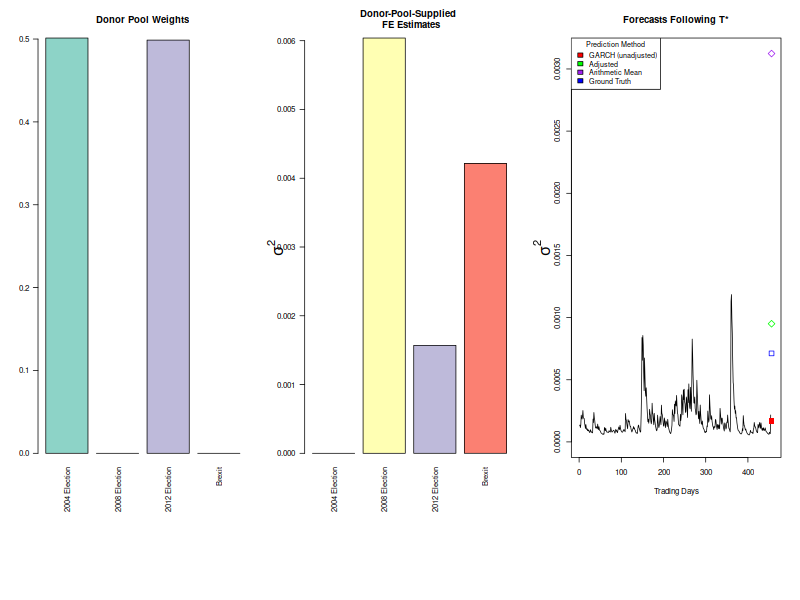 Donor Pool Weights
0.0
0.1
0.2
0.3
0.4
0.5
2004 Election
2008 Election
2012 Election
Brexit
Donor-Pool-Supplied
FE Estimates
σ²
0.000
0.001
0.002
0.003
0.004
0.005
0.006
2004 Election
2008 Election
2012 Election
Brexit
Forecasts Following T*
σ²
0.0000
0.0005
0.0010
0.0015
0.0020
0.0025
0.0030
Prediction Method
GARCH (unadjusted)
Adjusted
Arithmetic Mean
Ground Truth
0 100 200 300 400
Trading Days